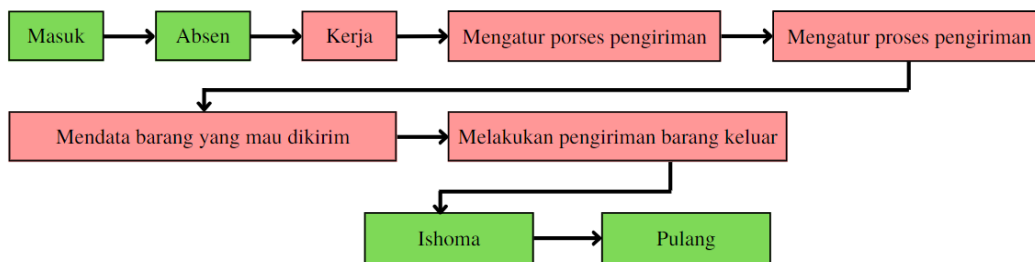 Masuk
Absen
Kerja
Mengatur porses pengiriman
Mengatur proses pengiriman
Mendata barang yang mau dikirim
Melakukan pengiriman barang keluar
Ishoma
Pulang